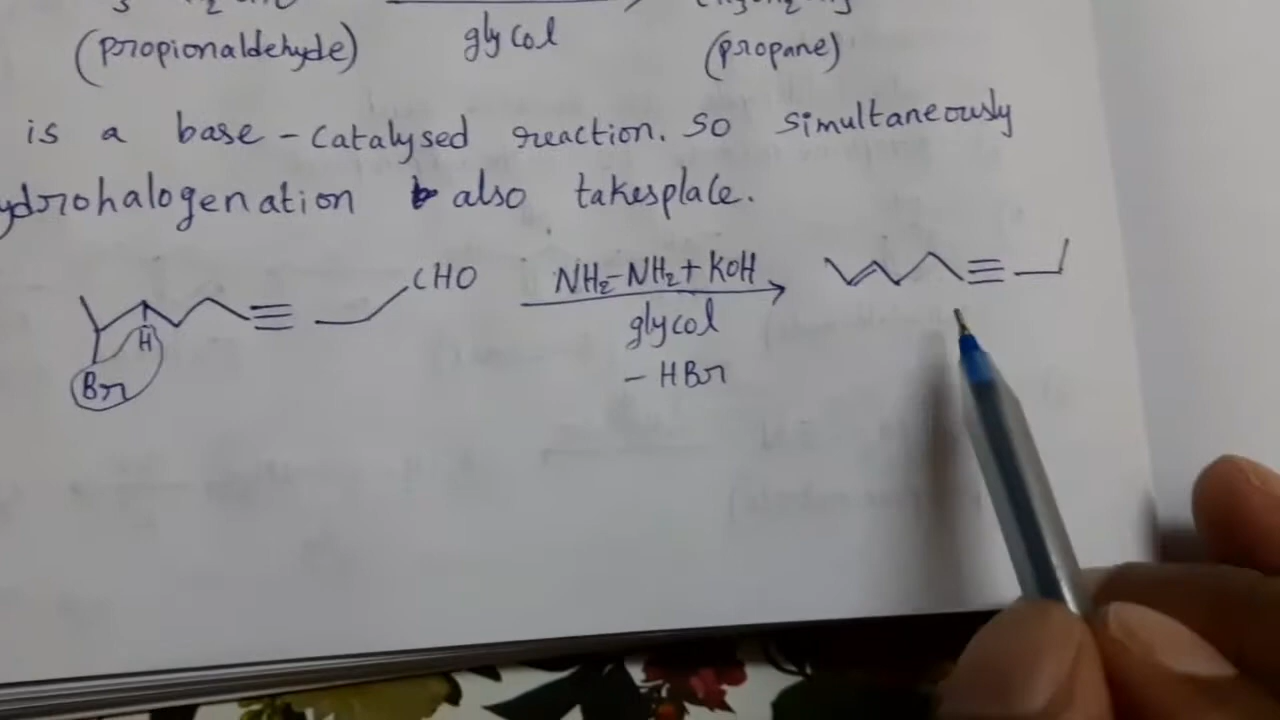 (propionaldehyde) glycol (propane)
is a base - catalysed reaction. So simultaneously
ydrohalogenation also takesplace.
CHO NH2-NH2 + KOH
H glycol
Br - HBr